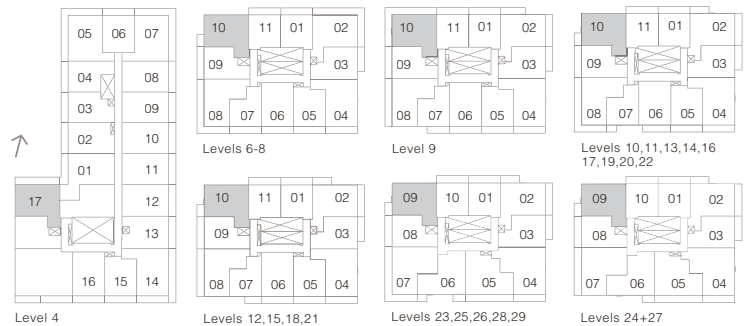 05 06 07
04 08
03 09
02 10
01 11
17 12
13
16 15 14
Level 4
10 11 01 02
09 03
08 07 06 05 04
Levels 6-8
10 11 01 02
09 03
08 07 06 05 04
Level 9
10 11 01 02
09 03
08 07 06 05 04
Levels 10,11,13,14,16
17,19,20,22
10 11 01 02
09 03
08 07 06 05 04
Levels 12,15,18,21
09 10 01 02
08 03
07 06 05 04
Levels 23,25,26,28,29
09 10 01 02
08 03
07 06 05 04
Levels 24+27